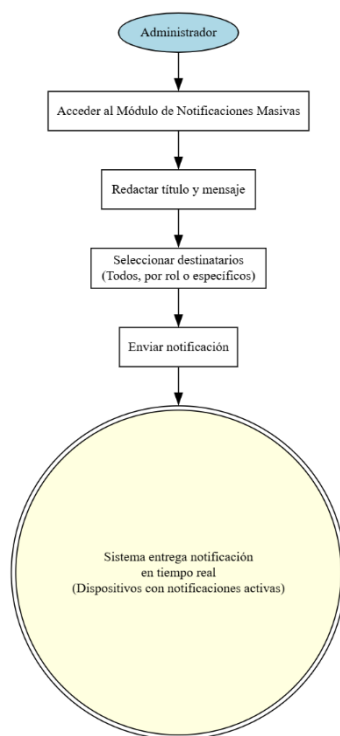 Administrador
Acceder al Módulo de Notificaciones Masivas
Redactar título y mensaje
Seleccionar destinatarios
(Todos, por rol o específicos)
Enviar notificación
Sistema entrega notificación
en tiempo real
(Dispositivos con notificaciones activas)